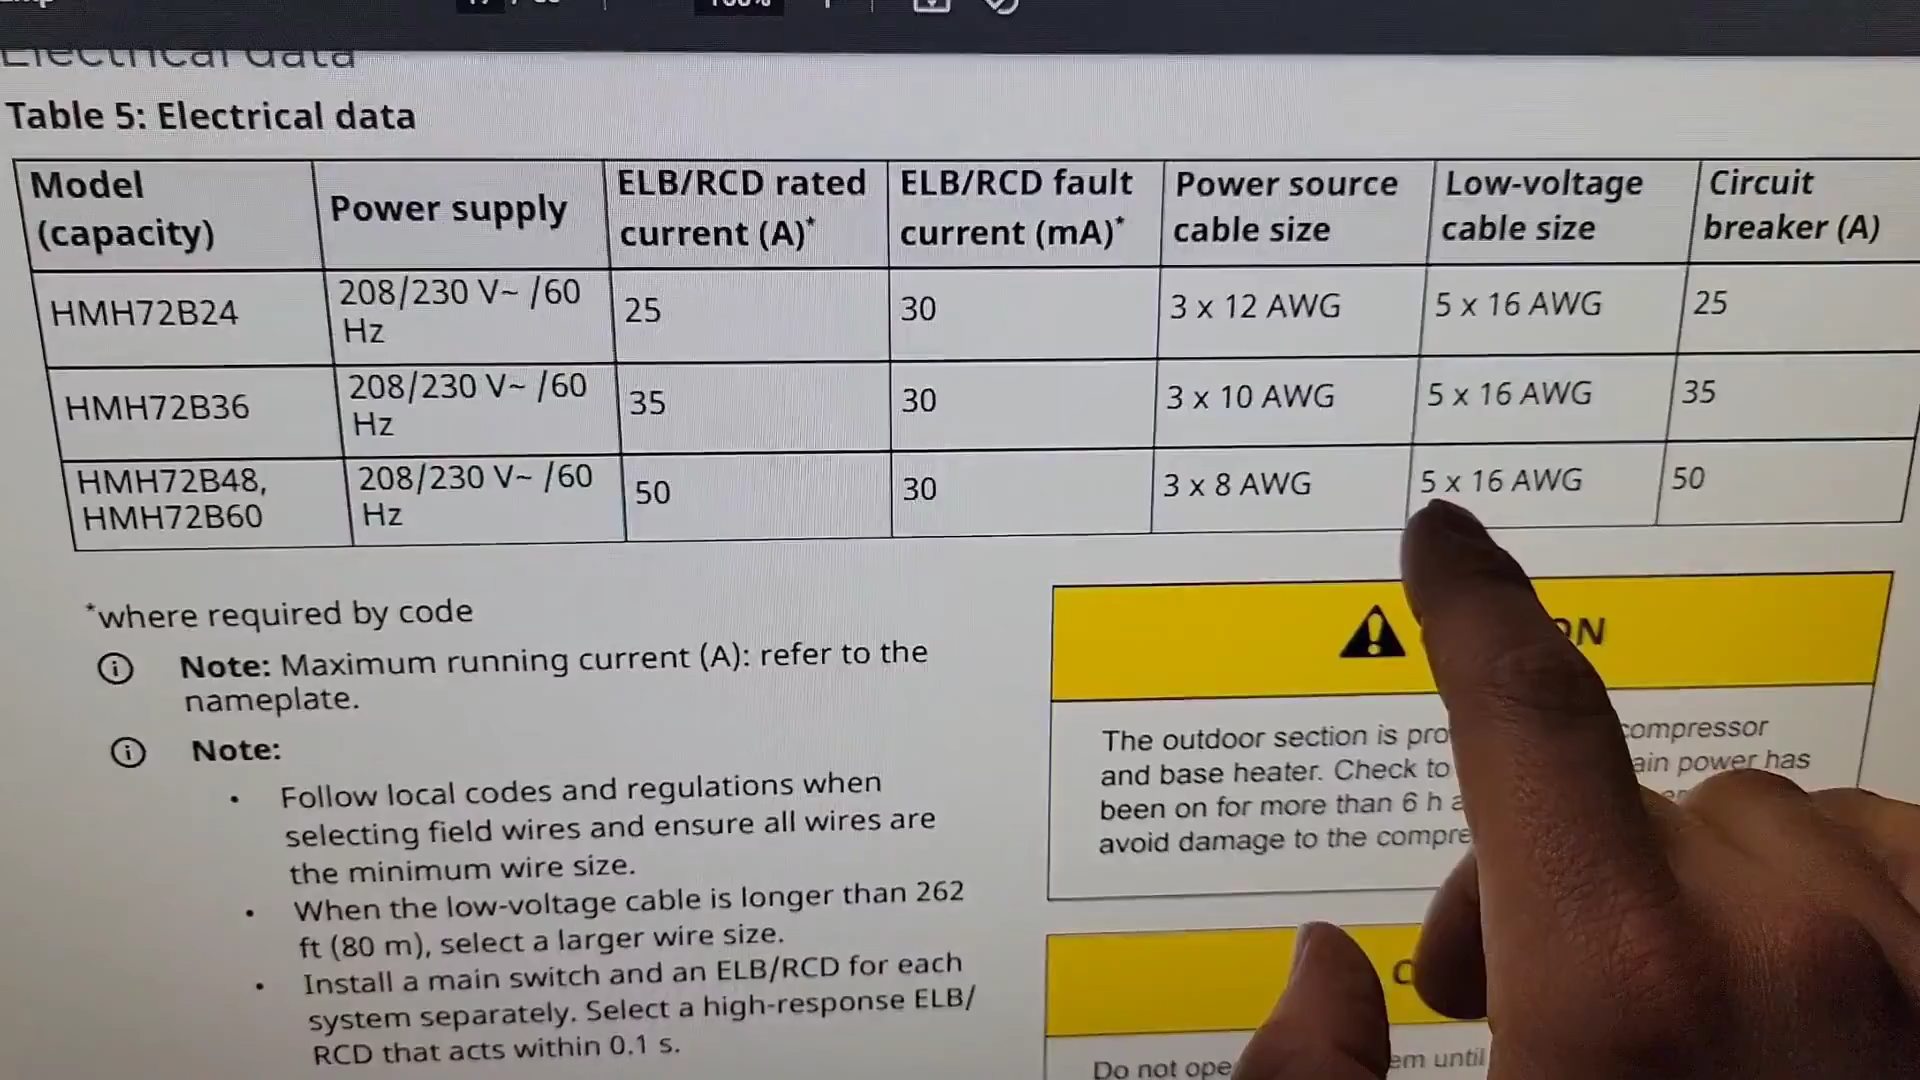 Electrical data
Table 5: Electrical data
Model (capacity) Power supply ELB/RCD rated current (A)* ELB/RCD fault current (mA)* Power source cable size Low-voltage cable size Circuit breaker (A)
HMH72B24 208/230 V~ /60 Hz 25 30 3 x 12 AWG 5 x 16 AWG 25
HMH72B36 208/230 V~ /60 Hz 35 30 3 x 10 AWG 5 x 16 AWG 35
HMH72B48, HMH72B60 208/230 V~ /60 Hz 50 30 3 x 8 AWG 5 x 16 AWG 50
*where required by code
Note: Maximum running current (A): refer to the
nameplate.
Note:
• Follow local codes and regulations when
selecting field wires and ensure all wires are
the minimum wire size.
• When the low-voltage cable is longer than 262
ft (80 m), select a larger wire size.
• Install a main switch and an ELB/RCD for each
system separately. Select a high-response ELB/
RCD that acts within 0.1 s.
ON
The outdoor section is pro compressor
and base heater. Check to ain power has
been on for more than 6 h
avoid damage to the compre
C
Do not ope em until